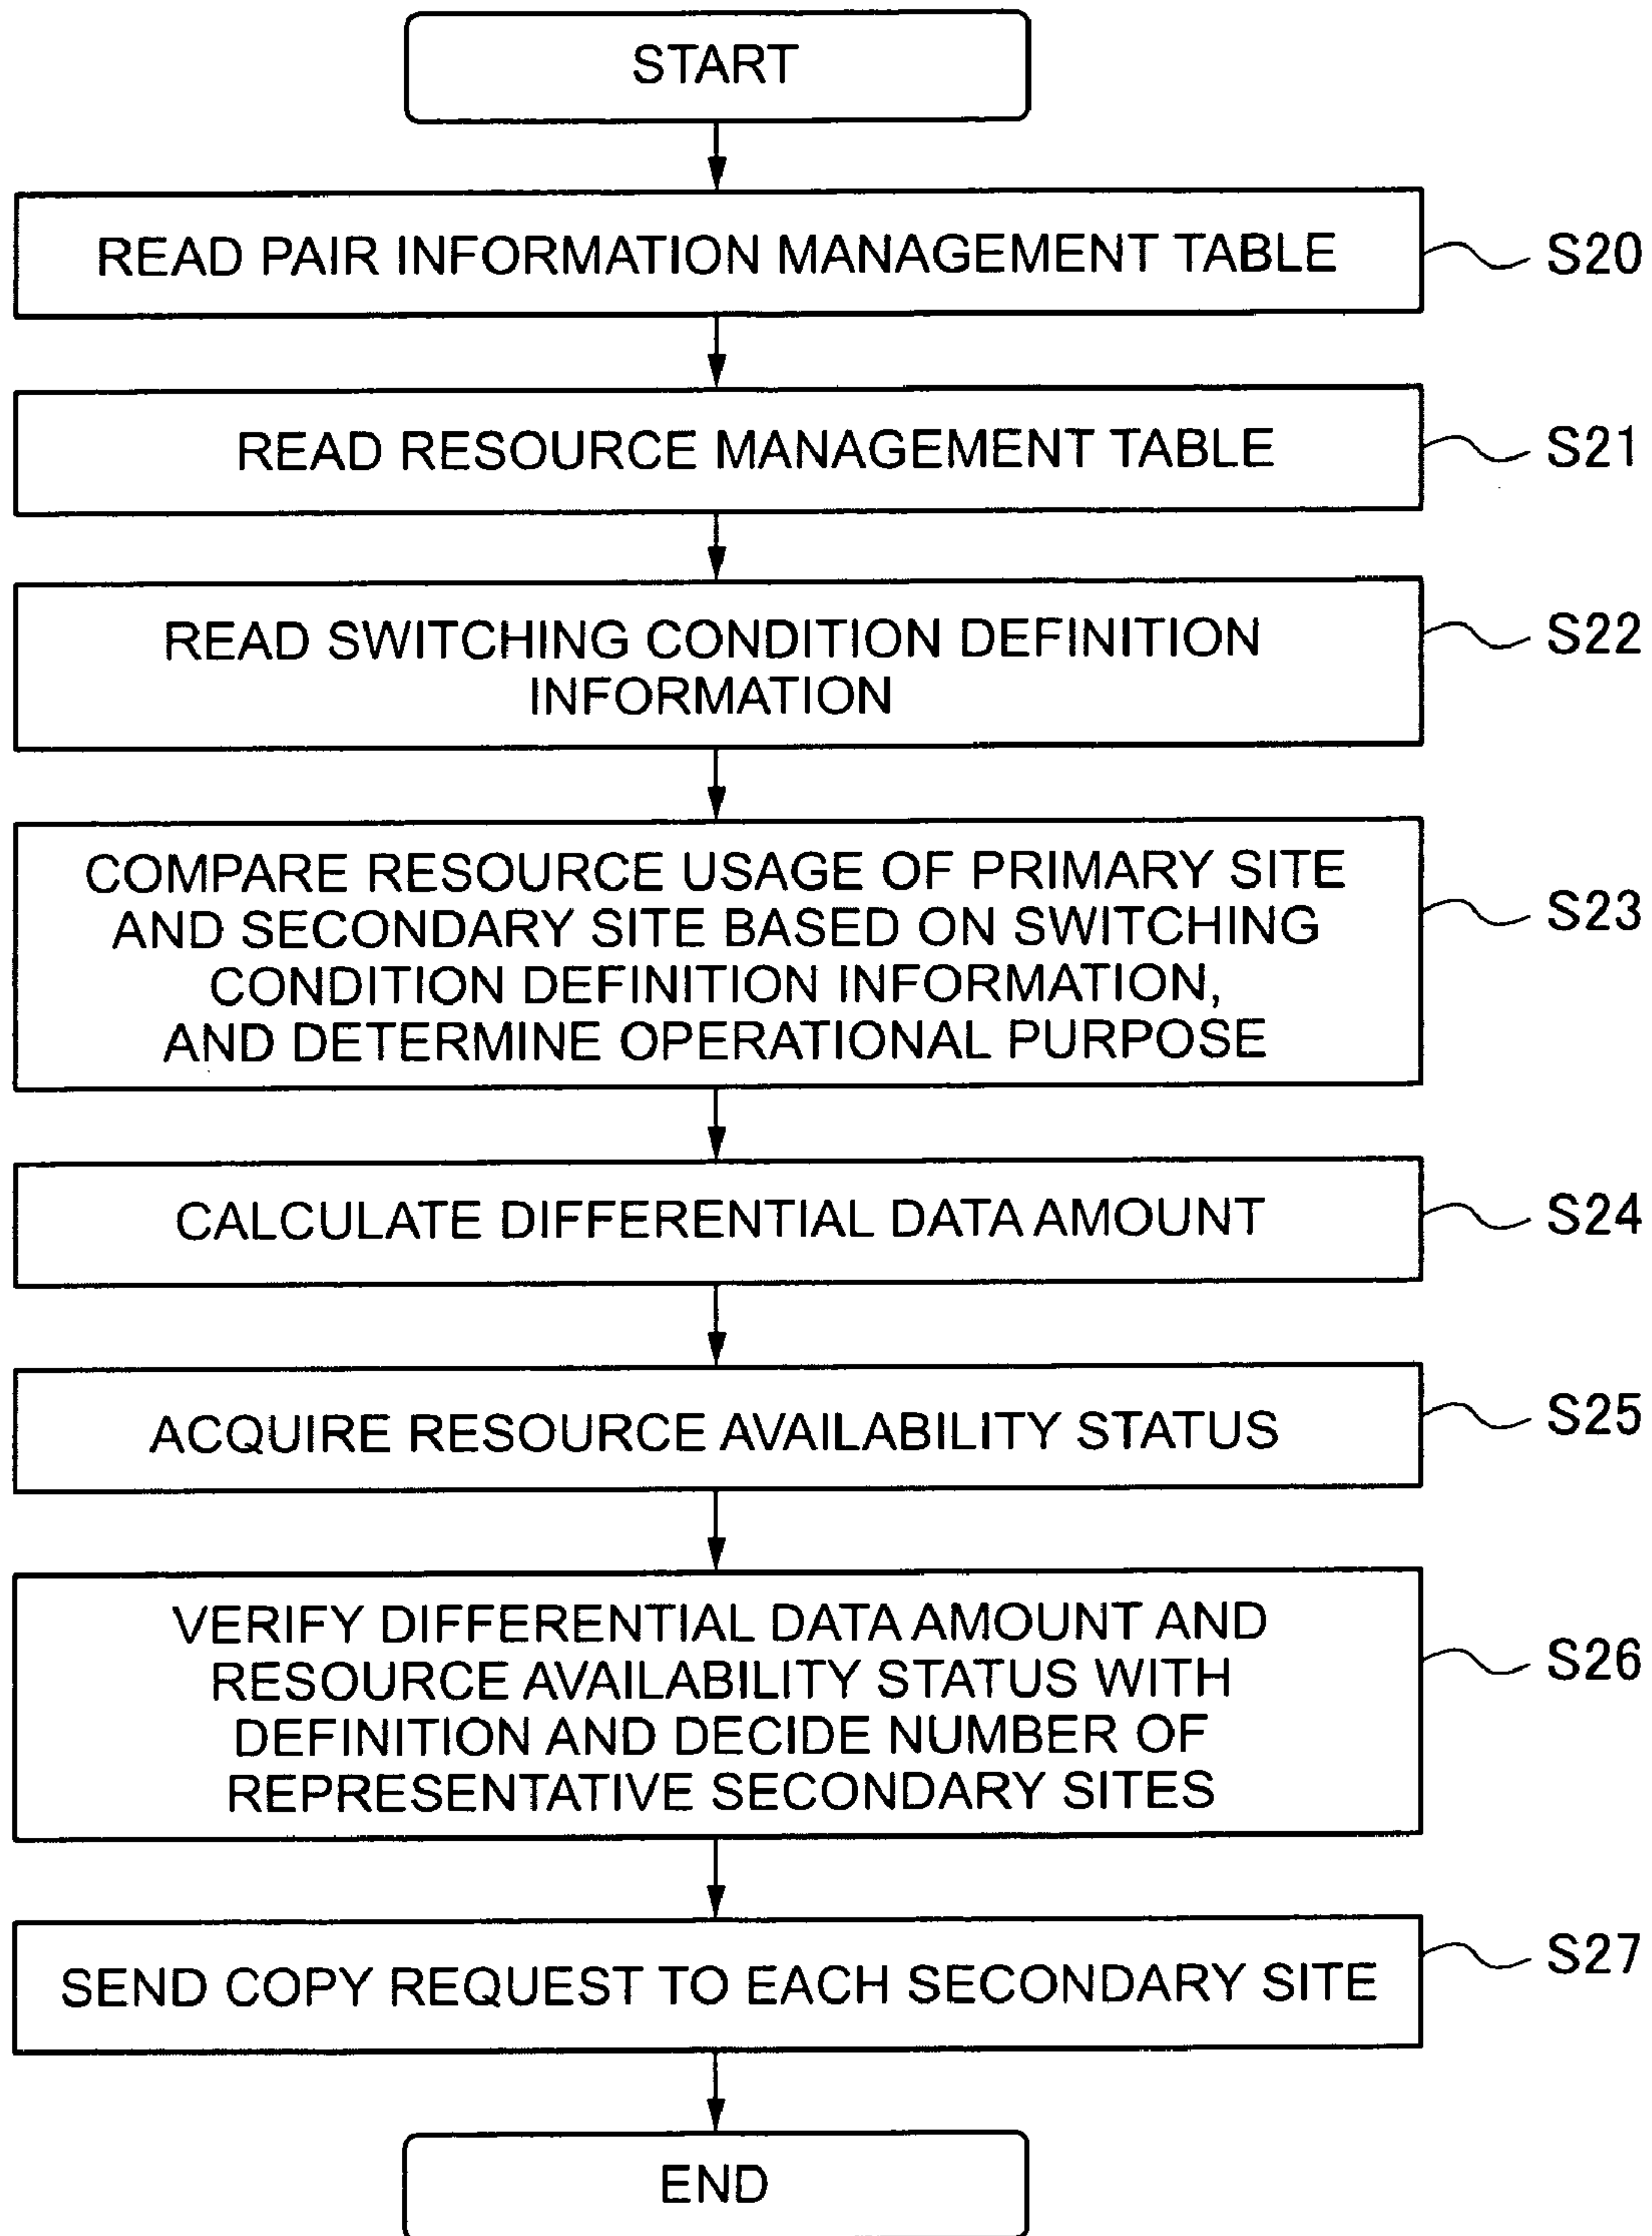 START
READ PAIR INFORMATION MANAGEMENT TABLE
S20
READ RESOURCE MANAGEMENT TABLE
S21
READ SWITCHING CONDITION DEFINITION
INFORMATION
S22
COMPARE RESOURCE USAGE OF PRIMARY SITE
AND SECONDARY SITE BASED ON SWITCHING
CONDITION DEFINITION INFORMATION,
AND DETERMINE OPERATIONAL PURPOSE
S23
CALCULATE DIFFERENTIAL DATA AMOUNT
S24
ACQUIRE RESOURCE AVAILABILITY STATUS
S25
VERIFY DIFFERENTIAL DATA AMOUNT AND
RESOURCE AVAILABILITY STATUS WITH
DEFINITION AND DECIDE NUMBER OF
REPRESENTATIVE SECONDARY SITES
S26
SEND COPY REQUEST TO EACH SECONDARY SITE
S27
END